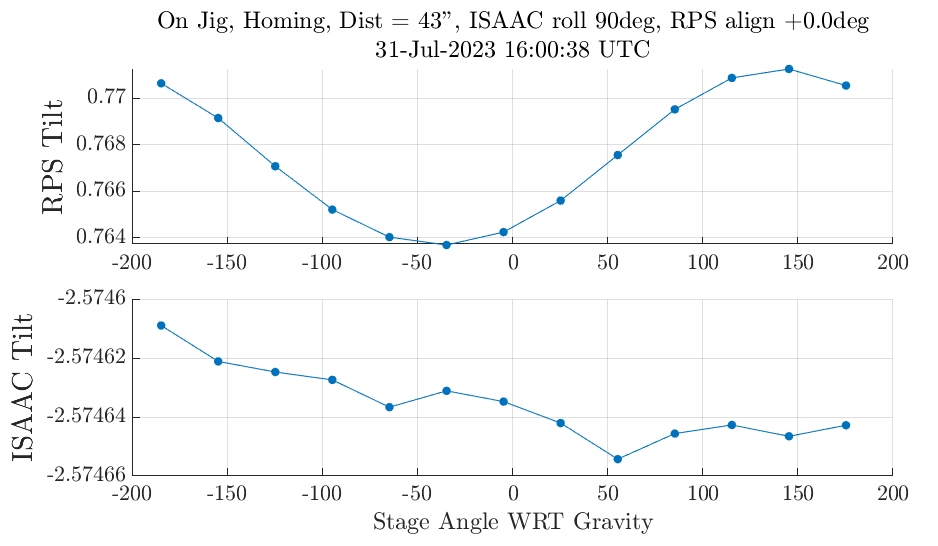 On Jig, Homing, Dist = 43", ISAAC roll 90deg, RPS align +0.0deg
31-Jul-2023 16:00:38 UTC
RPS Tilt
0.77
0.768
0.766
0.764
-200 -150 -100 -50 0 50 100 150 200
ISAAC Tilt
-2.5746
-2.57462
-2.57464
-2.57466
-200 -150 -100 -50 0 50 100 150 200
Stage Angle WRT Gravity